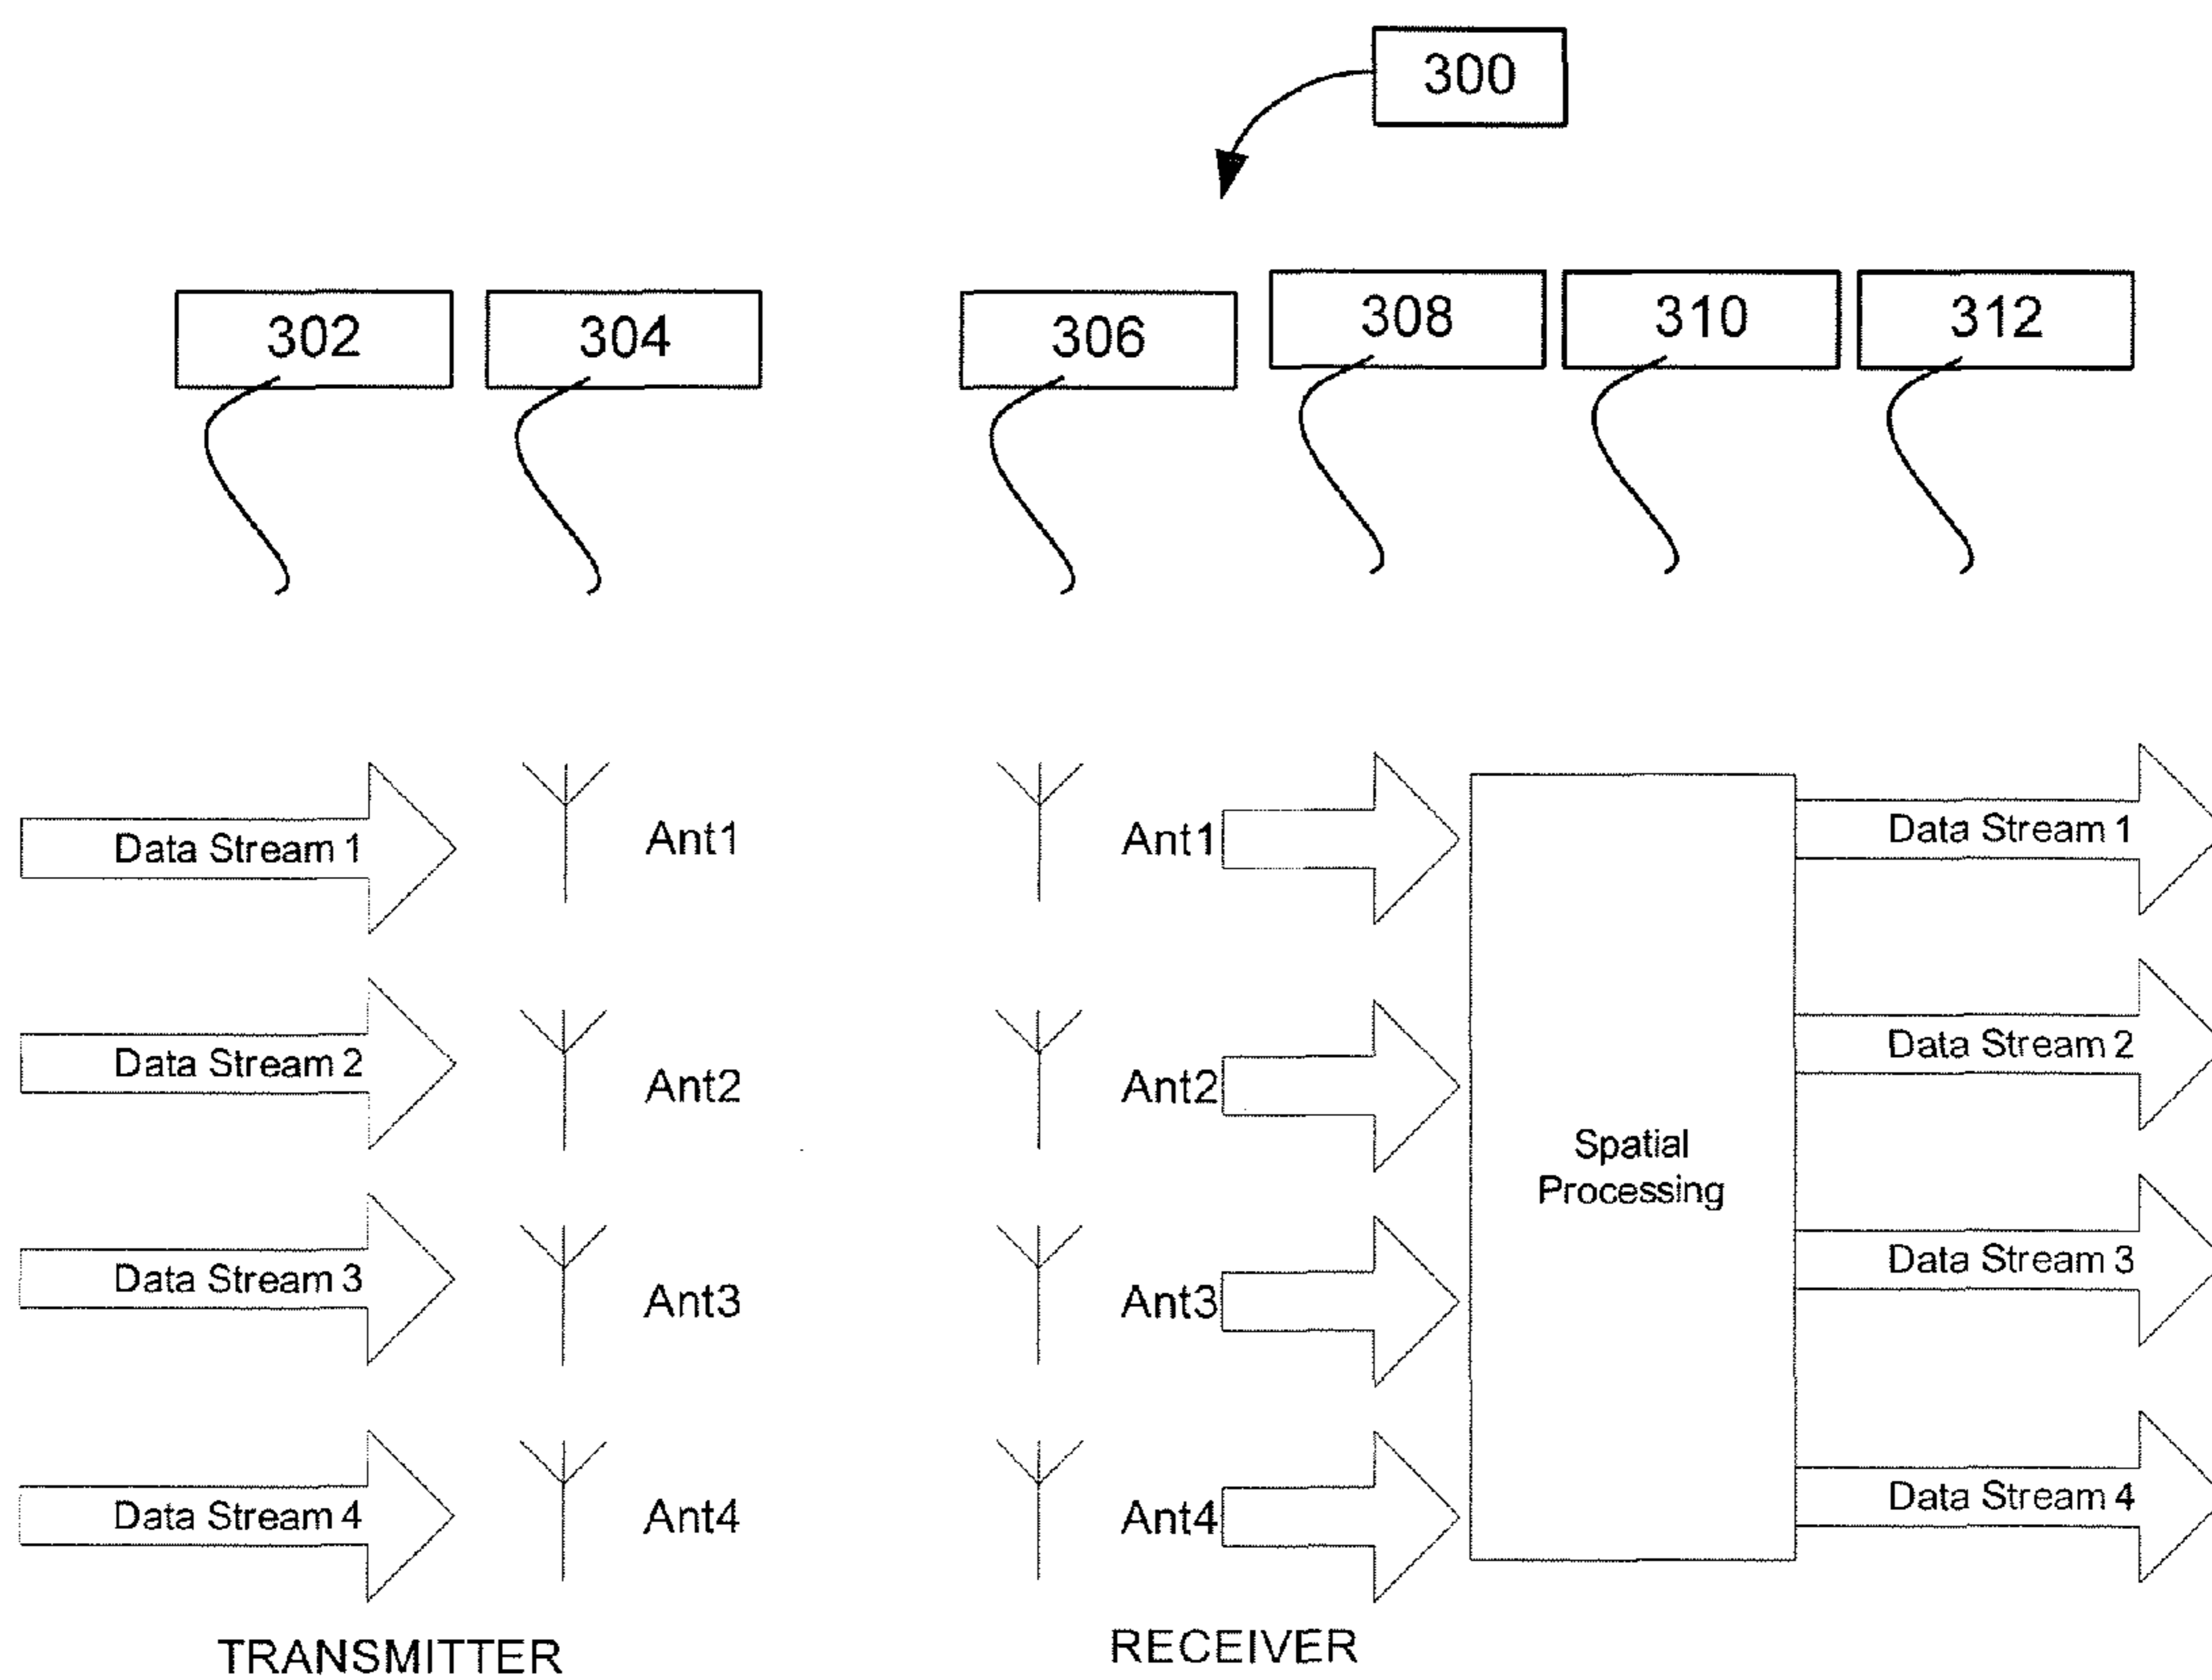 300
302
304
306
308
310
312
Data Stream 1
Ant1
Ant1
Data Stream 1
Data Stream 2
Ant2
Ant2
Data Stream 2
Spatial
Processing
Data Stream 3
Ant3
Ant3
Data Stream 3
Data Stream 4
Ant4
Ant4
Data Stream 4
TRANSMITTER
RECEIVER